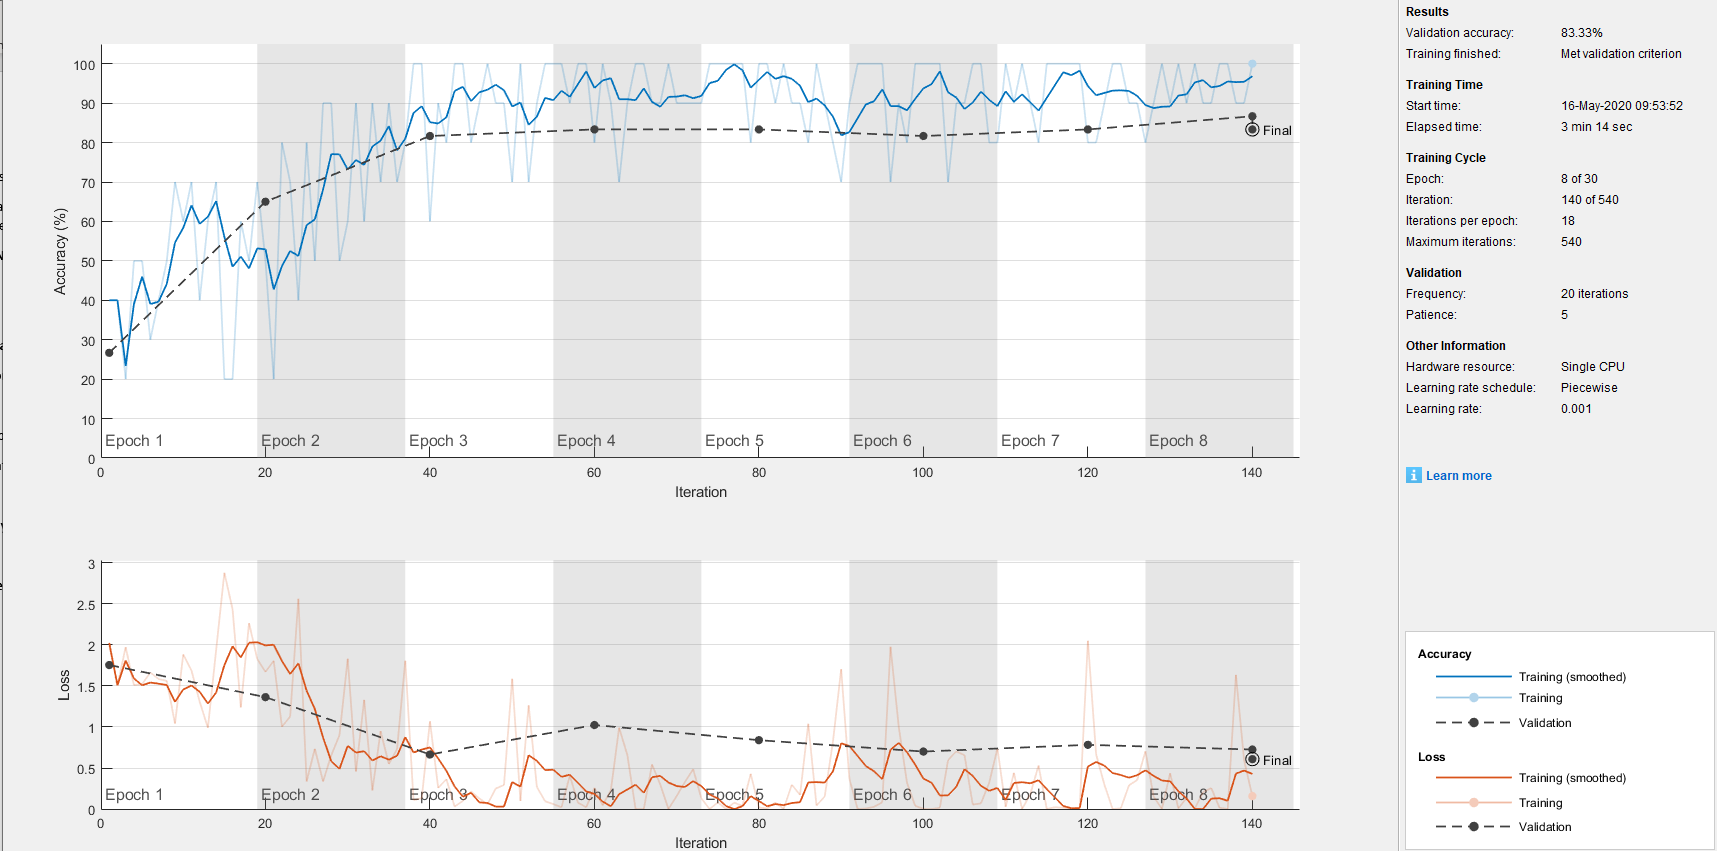 Accuracy (%)
100
90
80
70
60
50
40
30
20
10
0
Final
Epoch 1
Epoch 2
Epoch 3
Epoch 4
Epoch 5
Epoch 6
Epoch 7
Epoch 8
0 20 40 60 80 100 120 140
Iteration
Loss
3
2.5
2
1.5
1
0.5
0
Final
Epoch 1
Epoch 2
Epoch 3
Epoch 4
Epoch 5
Epoch 6
Epoch 7
Epoch 8
0 20 40 60 80 100 120 140
Iteration
Results
Validation accuracy: 83.33%
Training finished: Met validation criterion
Training Time
Start time: 16-May-2020 09:53:52
Elapsed time: 3 min 14 sec
Training Cycle
Epoch: 8 of 30
Iteration: 140 of 540
Iterations per epoch: 18
Maximum iterations: 540
Validation
Frequency: 20 iterations
Patience: 5
Other Information
Hardware resource: Single CPU
Learning rate schedule: Piecewise
Learning rate: 0.001
i Learn more
Accuracy
Training (smoothed)
Training
Validation
Loss
Training (smoothed)
Training
Validation